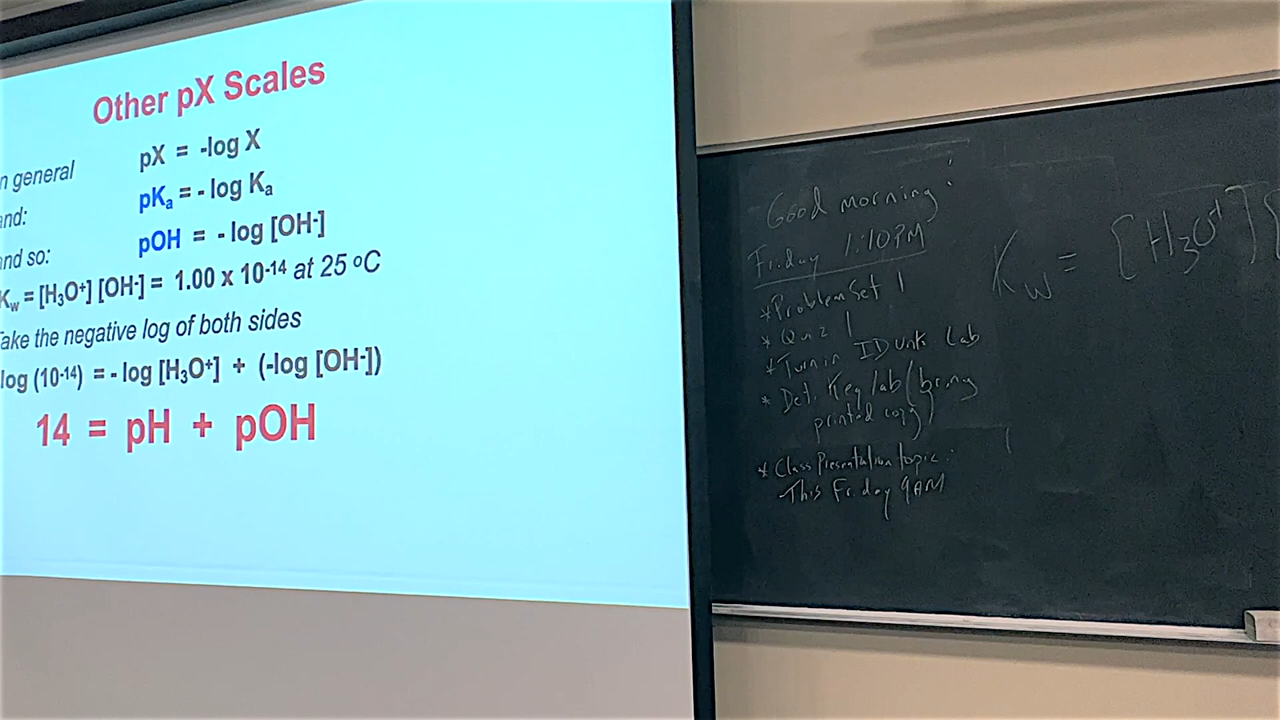 Other pX Scales
n general pX = -log X
and: pKa = - log Ka
and so: pOH = - log [OH-]
Kw = [H₃O⁺] [OH-] = 1.00 x 10⁻¹⁴ at 25 ºC
ake the negative log of both sides
log (10⁻¹⁴) = - log [H₃O⁺] + (-log [OH-])
14 = pH + pOH
Good morning!
Friday 1:10PM
*Problem Set 1
* Quiz 1
*Turn in ID Unk Lab
* Det. Keq lab (bring
printed copy)
* Class Presentation topic:
This Friday 9AM
Kw = [H₃O⁺][